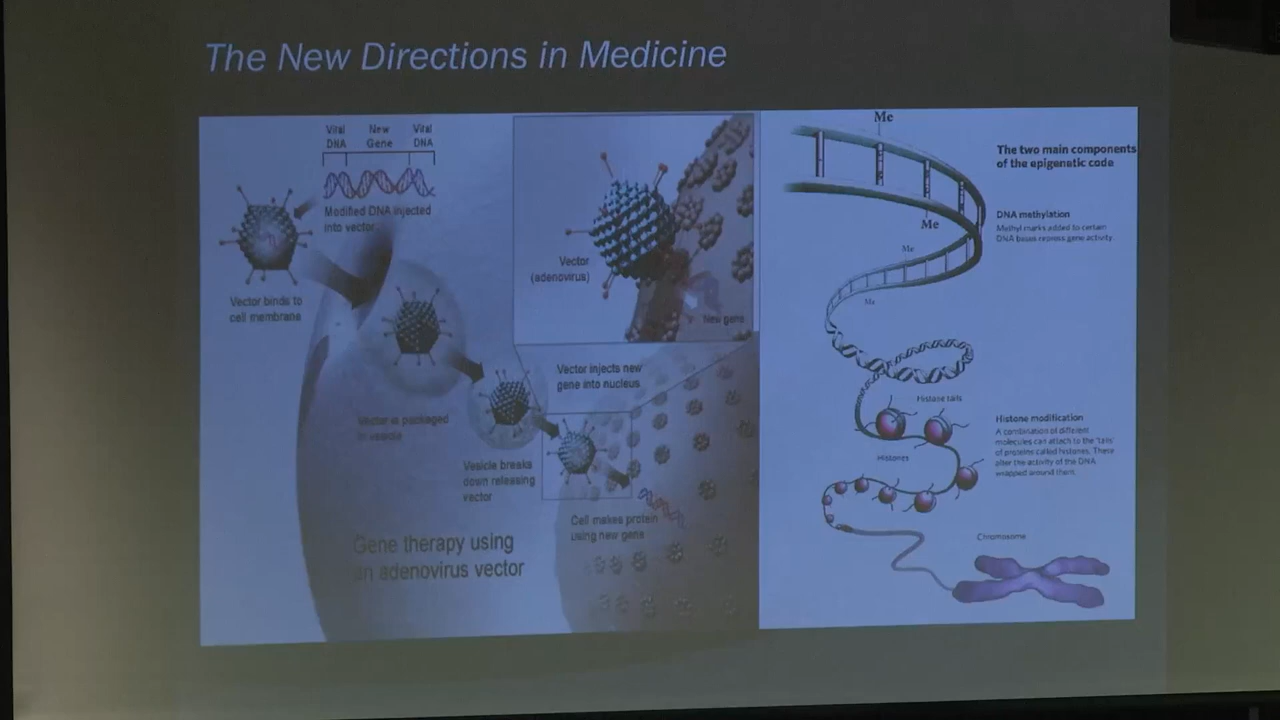 The New Directions in Medicine
Viral
DNA
New
Gene
Viral
DNA
Modified DNA injected
into vector
Vector binds to
cell membrane
Vector is packaged
in vesicle
Vesicle breaks
down releasing
vector
Vector
(adenovirus)
New gene
Vector injects new
gene into nucleus
Cell makes protein
using new gene
Gene therapy using
an adenovirus vector
Me
The two main components
of the epigenetic code
DNA methylation
Methyl marks added to certain
DNA bases repress gene activity
Me
Me
Me
Histone tails
Histones
Histone modification
A combination of different
molecules can attach to the 'tails'
of proteins called histones. These
alter the activity of the DNA
wrapped around them.
Chromosome